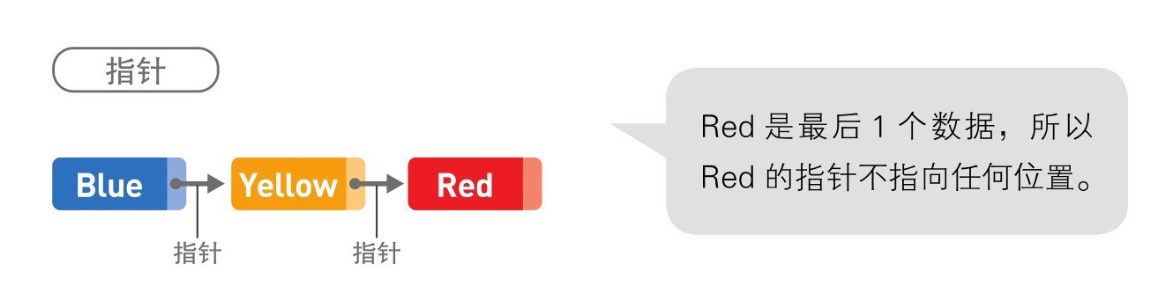 指针
Red 是最后 1 个数据，所以
Red 的指针不指向任何位置。
Blue Yellow Red
指针 指针